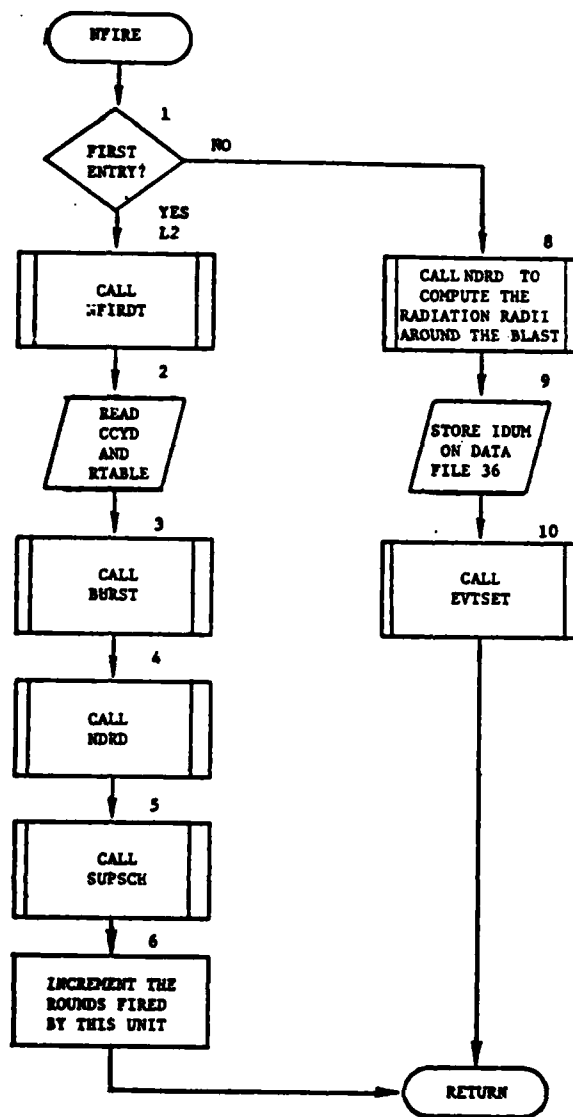 NFIRE
1
FIRST
ENTRY?
NO
YES
L2
CALL
NFIRDT
2
READ
CCYD
AND
RTABLE
3
CALL
BURST
4
CALL
NDRD
5
CALL
SUPSCH
6
INCREMENT THE
ROUNDS FIRED
BY THIS UNIT
8
CALL NDRD TO
COMPUTE THE
RADIATION RADII
AROUND THE BLAST
9
STORE IDUM
ON DATA
FILE 36
10
CALL
EVTSET
RETURN